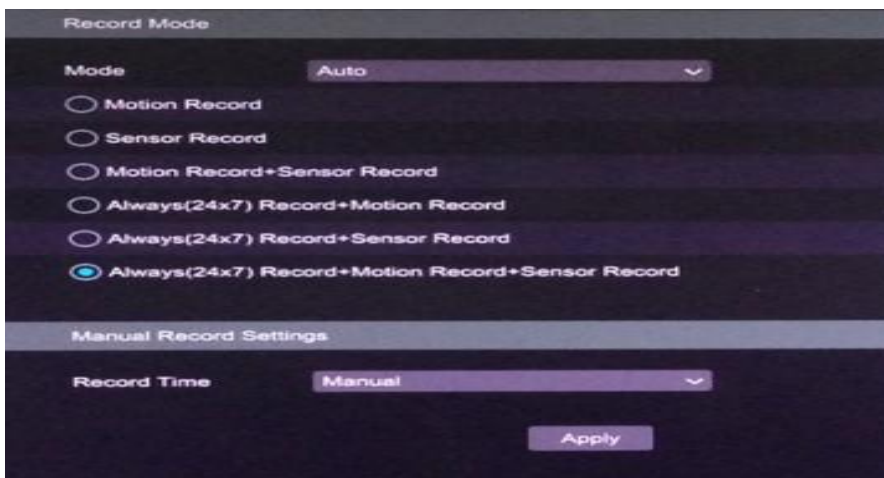 Record Mode
Mode Auto
Motion Record
Sensor Record
Motion Record+Sensor Record
Always(24x7) Record+Motion Record
Always(24x7) Record+Sensor Record
Always(24x7) Record+Motion Record+Sensor Record
Manual Record Settings
Record Time Manual
Apply